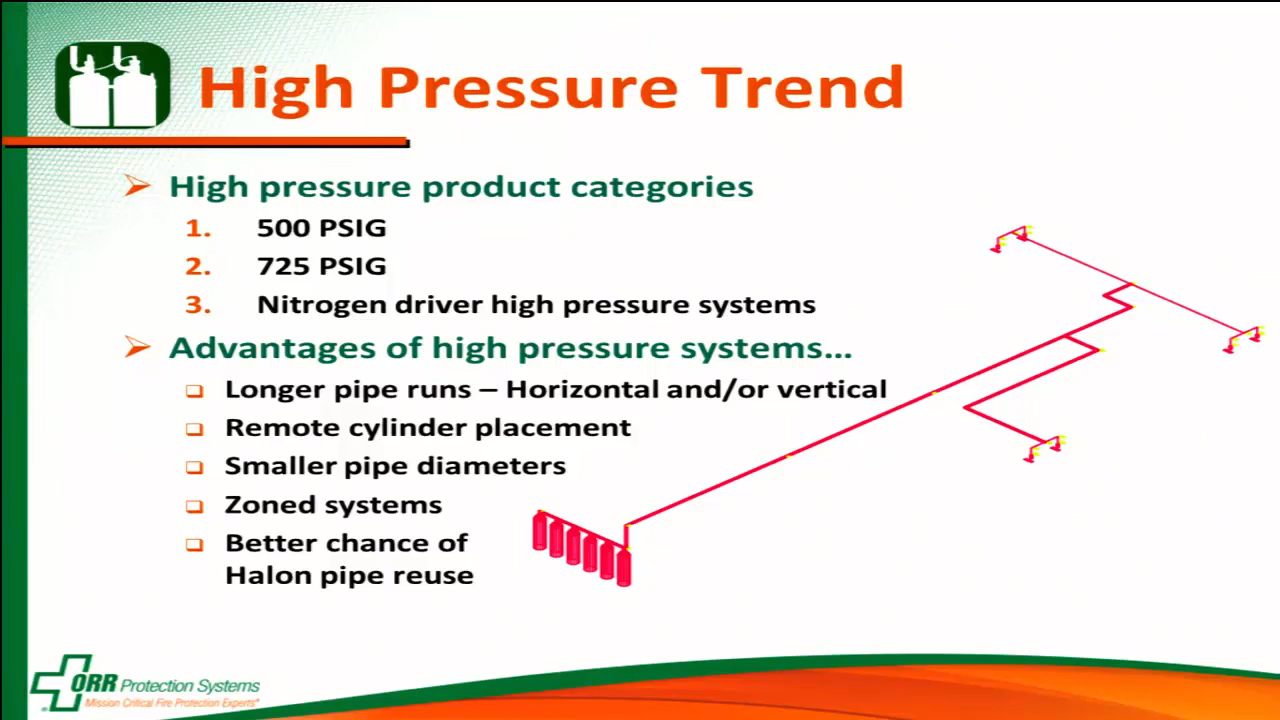 High Pressure Trend
High pressure product categories
1. 500 PSIG
2. 725 PSIG
3. Nitrogen driver high pressure systems
Advantages of high pressure systems…
Longer pipe runs – Horizontal and/or vertical
Remote cylinder placement
Smaller pipe diameters
Zoned systems
Better chance of
Halon pipe reuse
ORR Protection Systems
Mission Critical Fire Protection Experts®